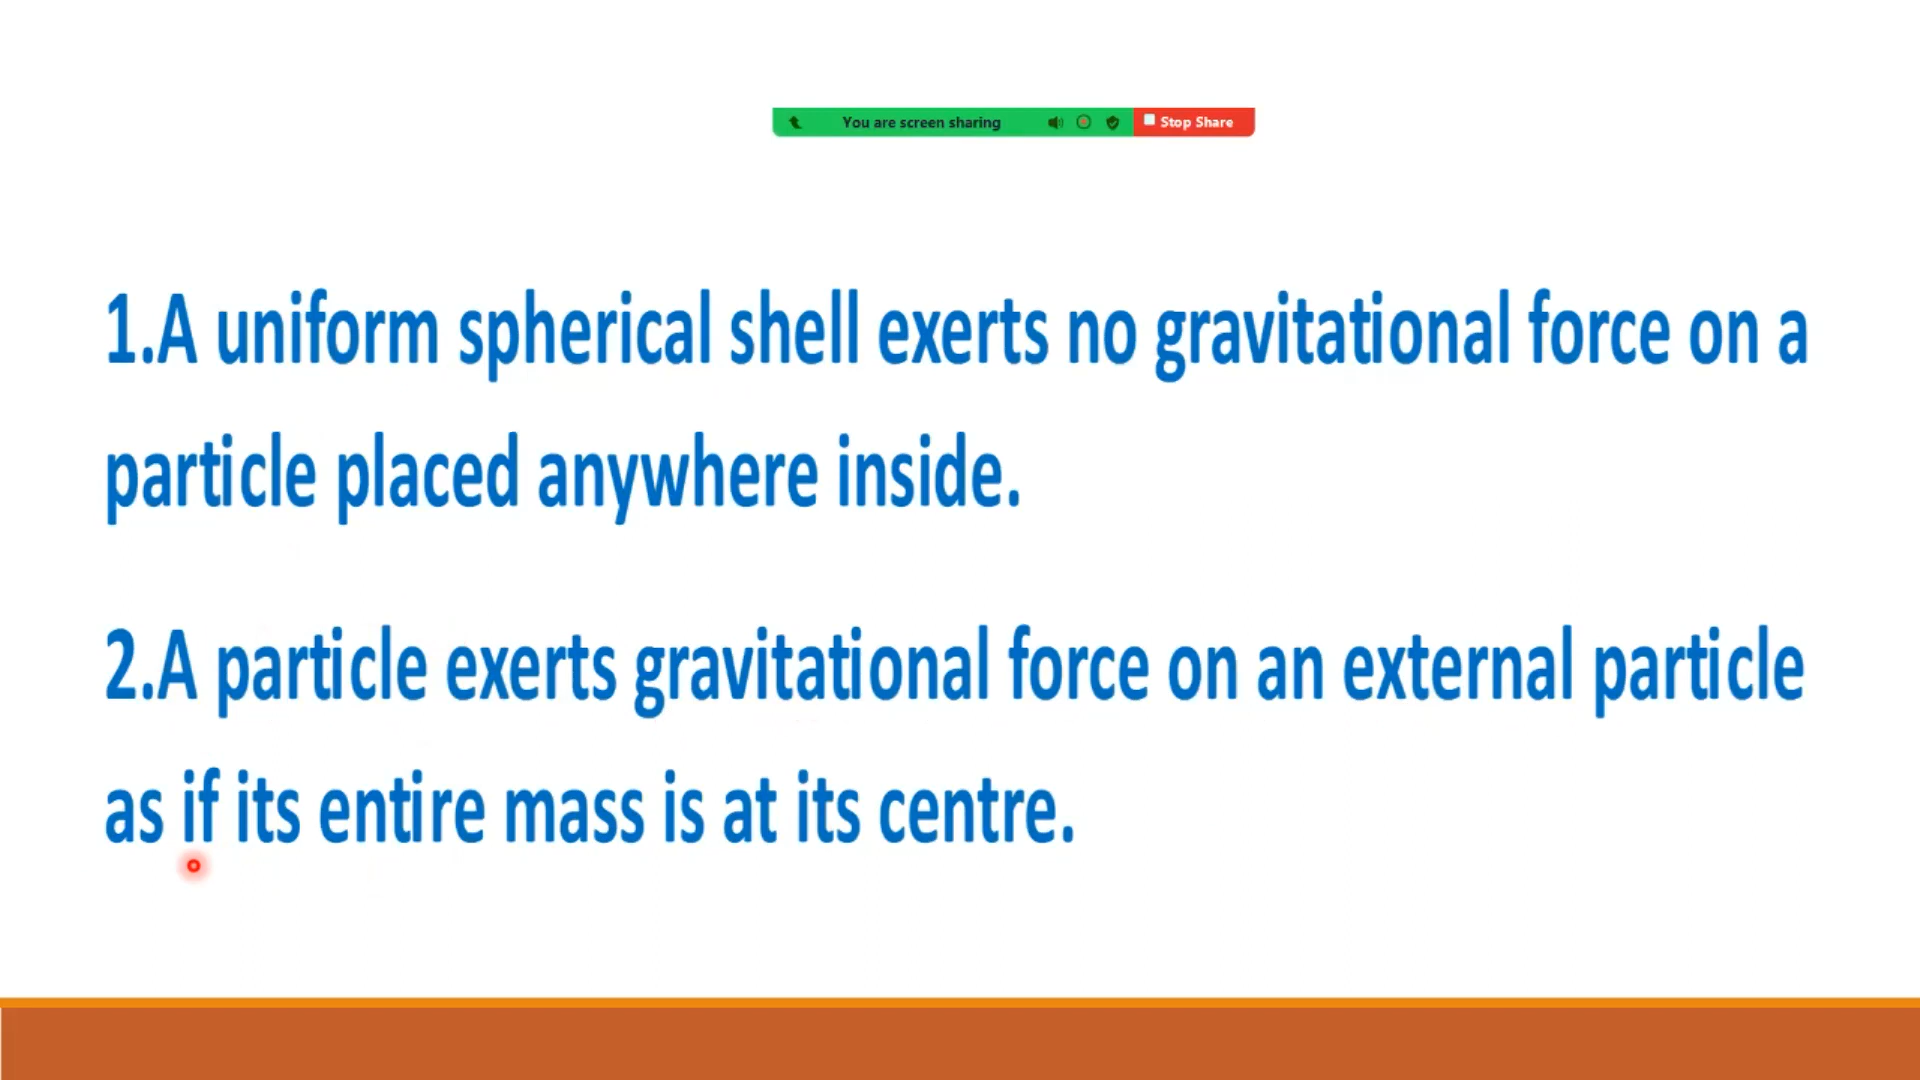 You are screen sharing
Stop Share
1.A uniform spherical shell exerts no gravitational force on a
particle placed anywhere inside.
2.A particle exerts gravitational force on an external particle
as if its entire mass is at its centre.